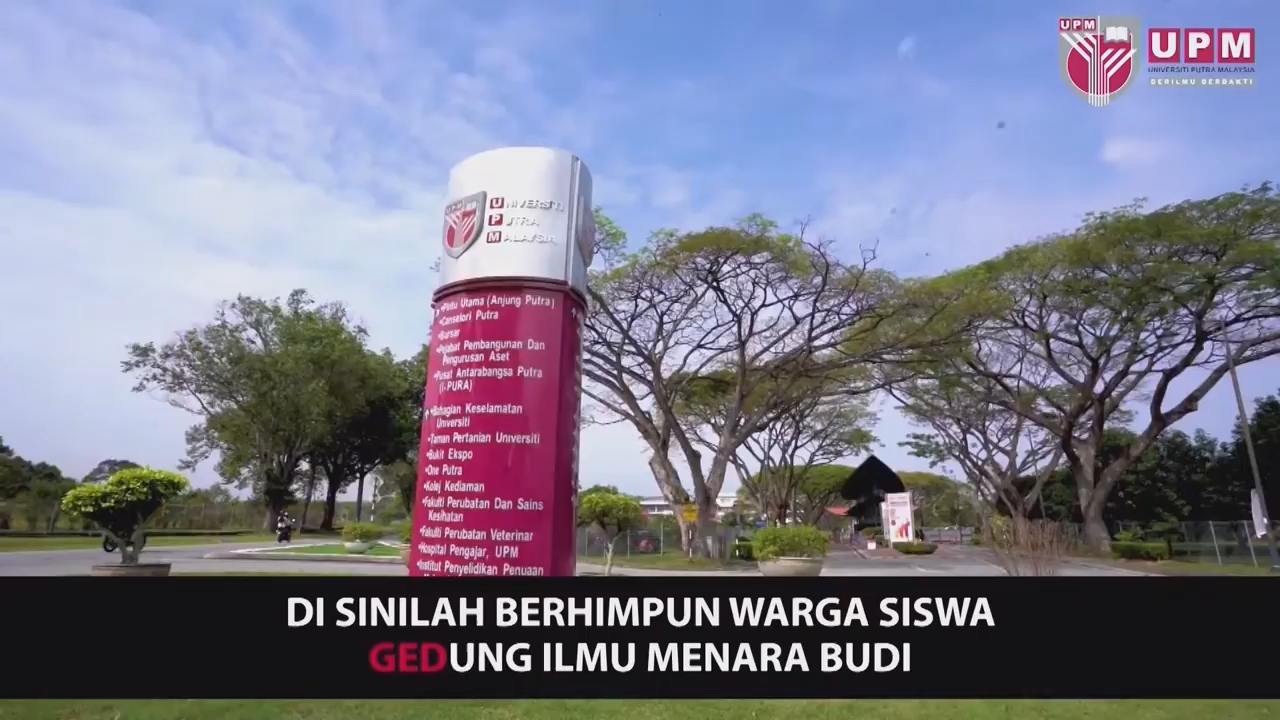 UPM
UPM
UNIVERSITI PUTRA MALAYSIA
BERILMU BERBAKTI
UPM
UNIVERSITI
PUTRA
MALAYSIA
•Pintu Utama (Anjung Putra)
•Canselori Putra
•Bursar
•Pejabat Pembangunan Dan
Pengurusan Aset
•Pusat Antarabangsa Putra
(I-PURA)
•Bahagian Keselamatan
Universiti
•Taman Pertanian Universiti
•Bukit Ekspo
•One Putra
•Kolej Kediaman
•Fakulti Perubatan Dan Sains
Kesihatan
•Fakulti Perubatan Veterinar
•Hospital Pengajar, UPM
•Institut Penyelidikan Penuaan
DI SINILAH BERHIMPUN WARGA SISWA
GEDUNG ILMU MENARA BUDI